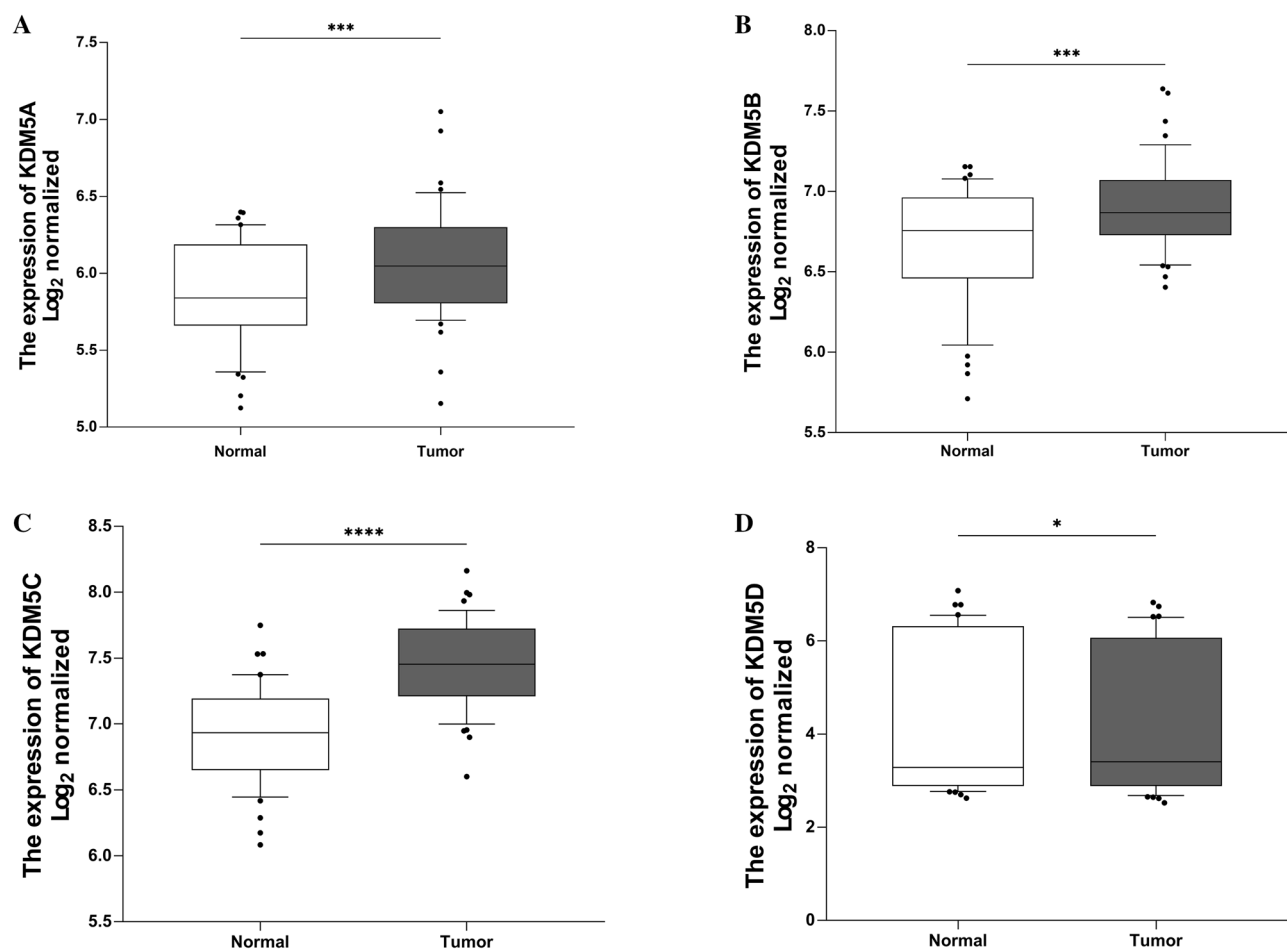 A
***
The expression of KDM5A
Log2 normalized
7.5
7.0
6.5
6.0
5.5
5.0
Normal
Tumor
B
***
The expression of KDM5B
Log2 normalized
8.0
7.5
7.0
6.5
6.0
5.5
Normal
Tumor
C
****
The expression of KDM5C
Log2 normalized
8.5
8.0
7.5
7.0
6.5
6.0
5.5
Normal
Tumor
D
*
The expression of KDM5D
Log2 normalized
8
6
4
2
0
Normal
Tumor